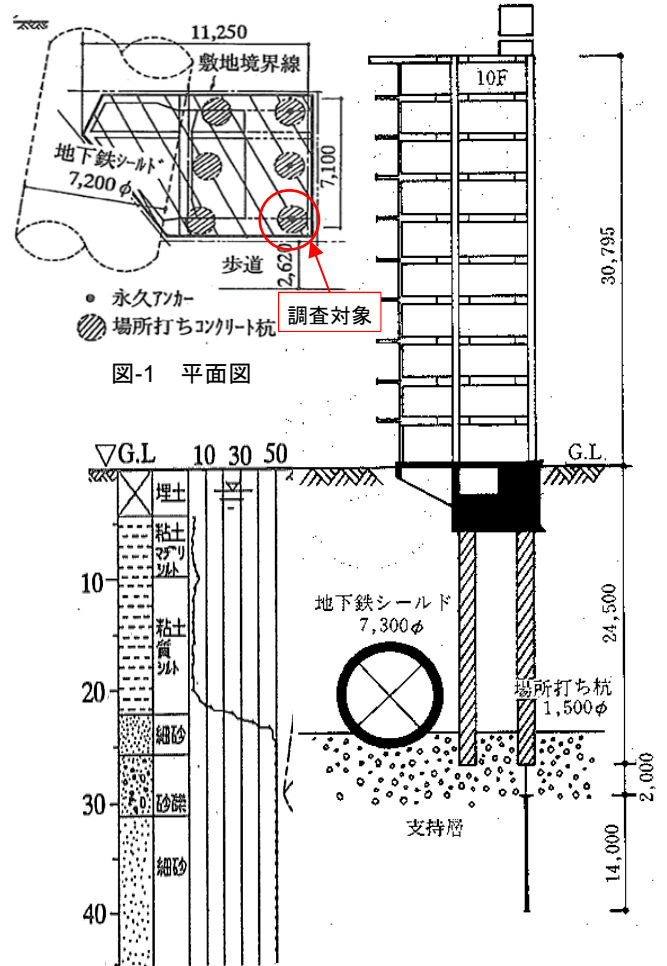 11,250
敷地境界線
地下鉄シールド
7,200φ
7,100
歩道
2,620
永久アンカー
場所打ちコンクリート杭
調査対象
図-1 平面図
10F
30,795
G.L
▽G.L 10 30 50
埋土
粘土
マヂリ
シルト
10
粘土
質
シルト
20
細砂
砂礫
30
細砂
40
地下鉄シールド
7,300φ
24,500
場所打ち杭
1,500φ
2,000
支持層
14,000